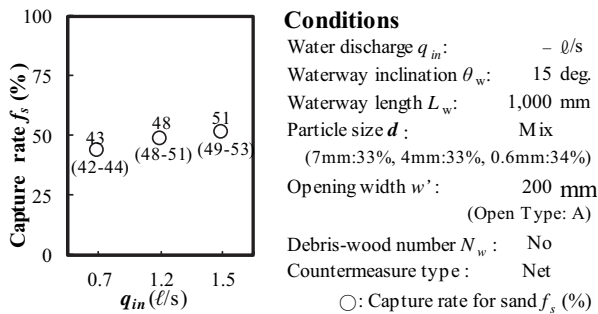 Capture rate f_s (%)
100
75
50
25
0
43
(42-44)
48
(48-51)
51
(49-53)
0.7
1.2
1.5
q_in (ℓ/s)
Conditions
Water discharge q_in: – ℓ/s
Waterway inclination θ_w: 15 deg.
Waterway length L_w: 1,000 mm
Particle size d : Mix
(7mm:33%, 4mm:33%, 0.6mm:34%)
Opening width w' : 200 mm
(Open Type: A)
Debris-wood number N_w : No
Countermeasure type : Net
○: Capture rate for sand f_s (%)